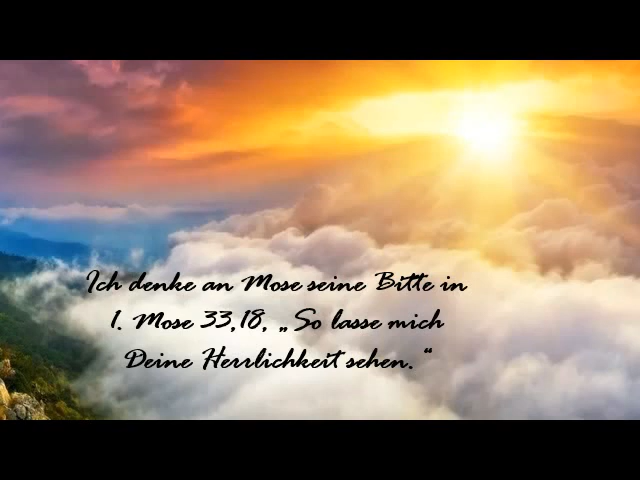 Ich denke an Mose seine Bitte in
1. Mose 33,18, „So lasse mich
Deine Herrlichkeit sehen.“